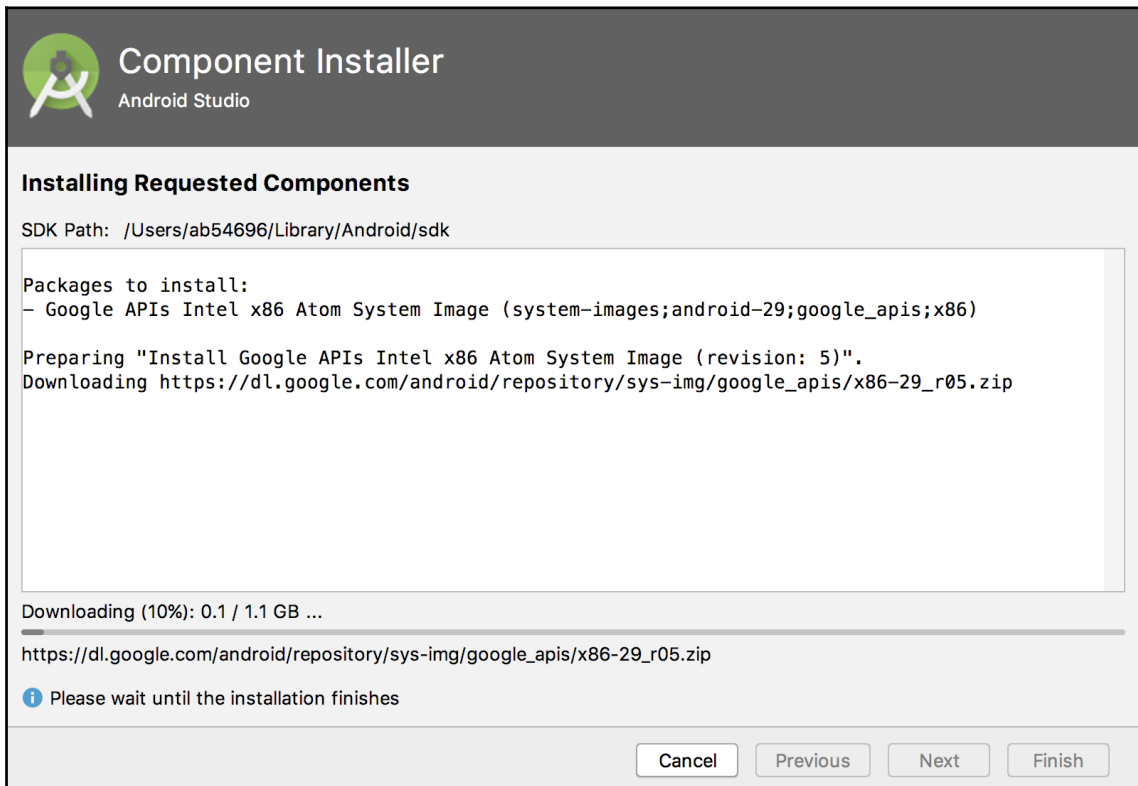 Component Installer
Android Studio
Installing Requested Components
SDK Path: /Users/ab54696/Library/Android/sdk
Packages to install:
- Google APIs Intel x86 Atom System Image (system-images;android-29;google_apis;x86)
Preparing "Install Google APIs Intel x86 Atom System Image (revision: 5)".
Downloading https://dl.google.com/android/repository/sys-img/google_apis/x86-29_r05.zip
Downloading (10%): 0.1 / 1.1 GB ...
https://dl.google.com/android/repository/sys-img/google_apis/x86-29_r05.zip
Please wait until the installation finishes
Cancel Previous Next Finish